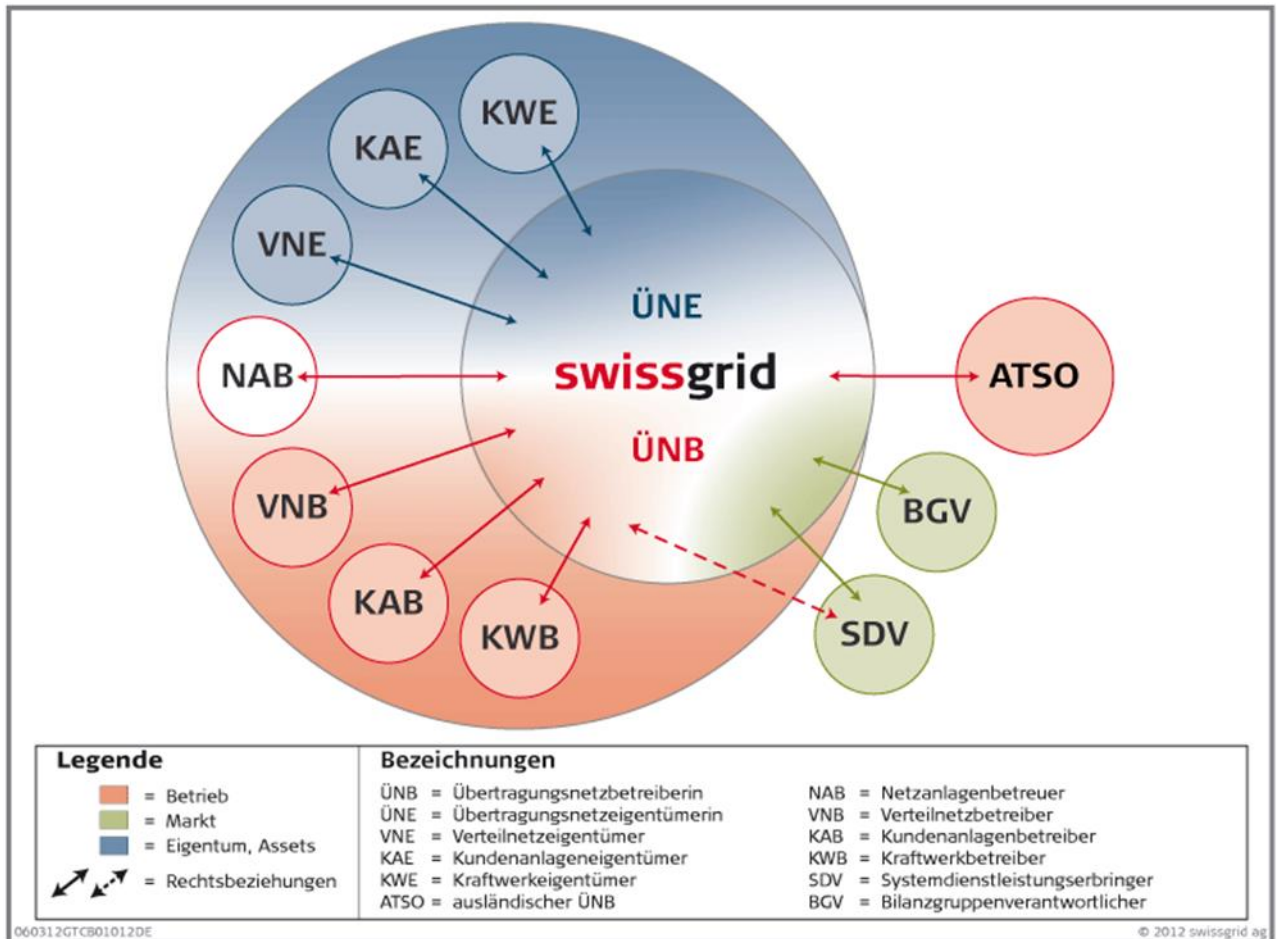 KWE
KAE
VNE
ÜNE
NAB
swissgrid
ATSO
ÜNB
VNB
BGV
KAB
KWB
SDV
Legende
= Betrieb
= Markt
= Eigentum, Assets
= Rechtsbeziehungen
Bezeichnungen
ÜNB = Übertragungsnetzbetreiberin
ÜNE = Übertragungsnetzeigentümerin
VNE = Verteilnetzeigentümer
KAE = Kundenanlageneigentümer
KWE = Kraftwerkeigentümer
ATSO = ausländischer ÜNB
NAB = Netzanlagenbetreuer
VNB = Verteilnetzbetreiber
KAB = Kundenanlagenbetreiber
KWB = Kraftwerkbetreiber
SDV = Systemdienstleistungserbringer
BGV = Bilanzgruppenverantwortlicher
060312GTCB01012DE
© 2012 swissgrid ag